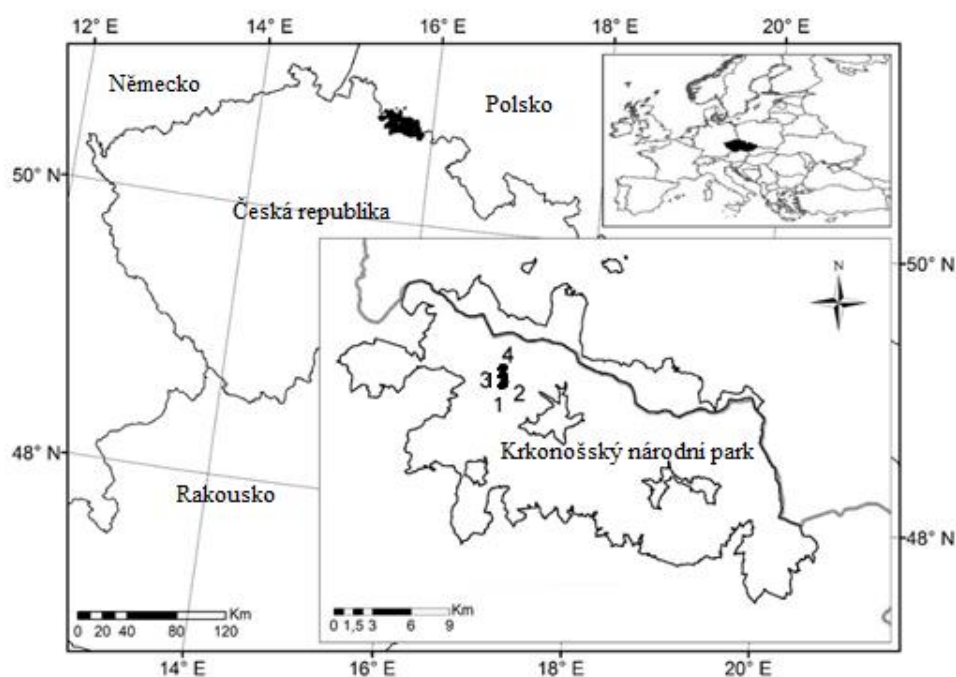 12° E 14° E 16° E 18° E 20° E
Německo
Polsko
50° N
Česká republika
50° N
N
4
3
2
1
Krkonošský národní park
48° N
Rakousko
48° N
Km
0 20 40 80 120
Km
0 1,5 3 6 9
14° E 16° E 18° E 20° E